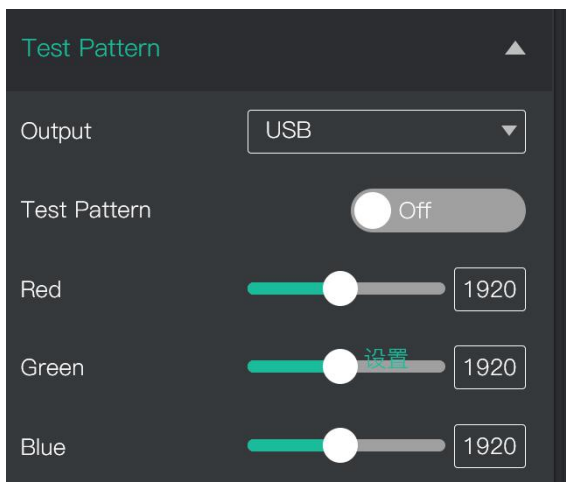 Test Pattern
Output USB
Test Pattern Off
Red 1920
设置
Green 1920
Blue 1920